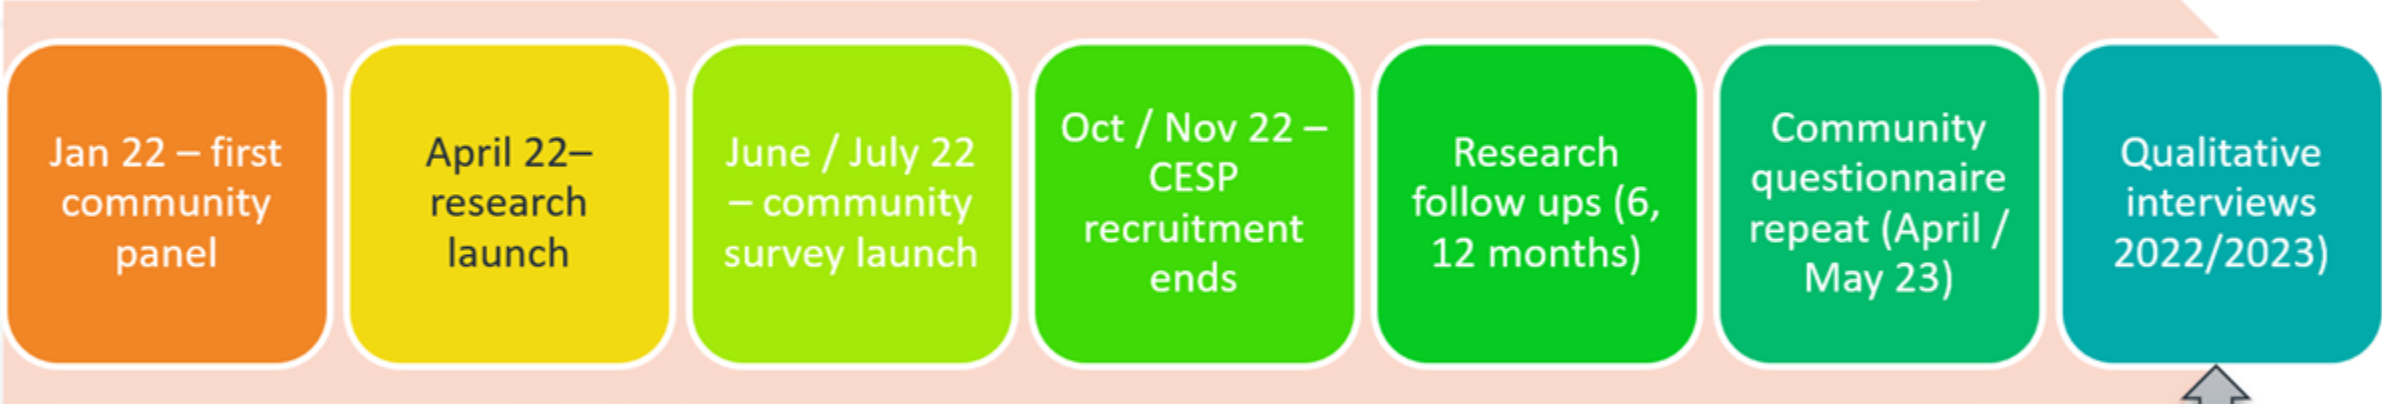 Jan 22 – first
community
panel
April 22–
research
launch
June / July 22
– community
survey launch
Oct / Nov 22 –
CESP
recruitment
ends
Research
follow ups (6,
12 months)
Community
questionnaire
repeat (April /
May 23)
Qualitative
interviews
2022/2023)